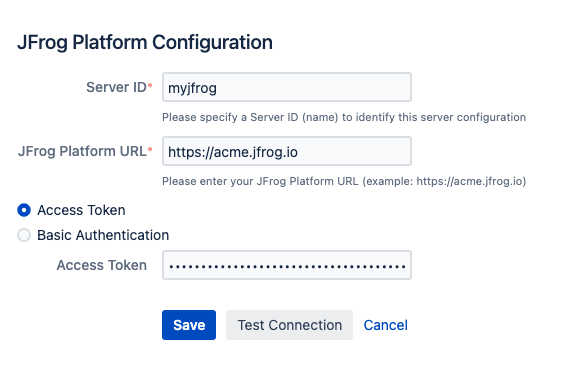 JFrog Platform Configuration
Server ID* myjfrog
Please specify a Server ID (name) to identify this server configuration
JFrog Platform URL* https://acme.jfrog.io
Please enter your JFrog Platform URL (example: https://acme.jfrog.io)
Access Token
Basic Authentication
Access Token ••••••••••••••••••••••••••••••••••••••
Save Test Connection Cancel